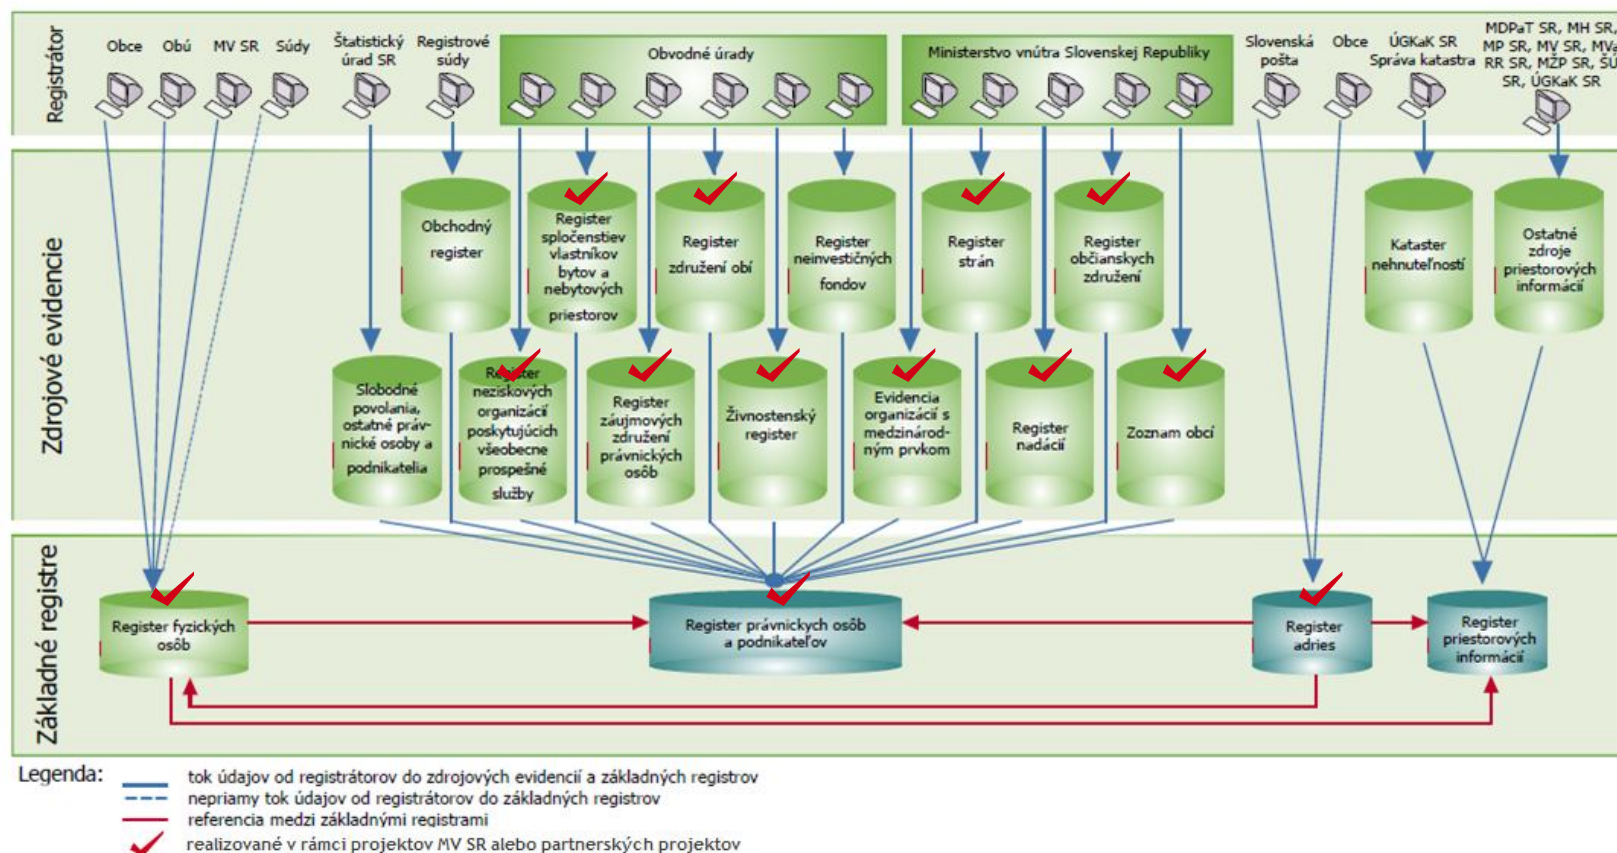 Registrátor
Obce
Obú
MV SR
Súdy
Štatistický
úrad SR
Registrové
súdy
Obvodné úrady
Ministerstvo vnútra Slovenskej Republiky
Slovenská
pošta
Obce
ÚGKaK SR
Správa katastra
MDPaT SR, MH SR,
MP SR, MV SR, MVa
RR SR, MŽP SR, ŠÚ
SR, ÚGKaK SR
Zdrojové evidencie
Obchodný
register
Register
spločenstiev
vlastníkov
bytov a
nebytových
priestorov
Register
združení obí
Register
neinvestičných
fondov
Register
strán
Register
občianskych
združení
Kataster
nehnuteľností
Ostatné
zdroje
priestorových
informácií
Slobodné
povolania,
ostatné práv-
nické osoby a
podnikatelia
Register
neziskových
organizácií
poskytujúcich
všeobecne
prospešné
služby
Register
záujmových
združení
právnických
osôb
Živnostenský
register
Evidencia
organizácií s
medzinárod-
ným prvkom
Register
nadácií
Zoznam obcí
Základné registre
Register fyzických
osôb
Register právnickych osôb
a podnikateľov
Register
adries
Register
priestorových
informácií
Legenda:
tok údajov od registrátorov do zdrojových evidencií a základných registrov
nepriamy tok údajov od registrátorov do základných registrov
referencia medzi základnými registrami
realizované v rámci projektov MV SR alebo partnerských projektov